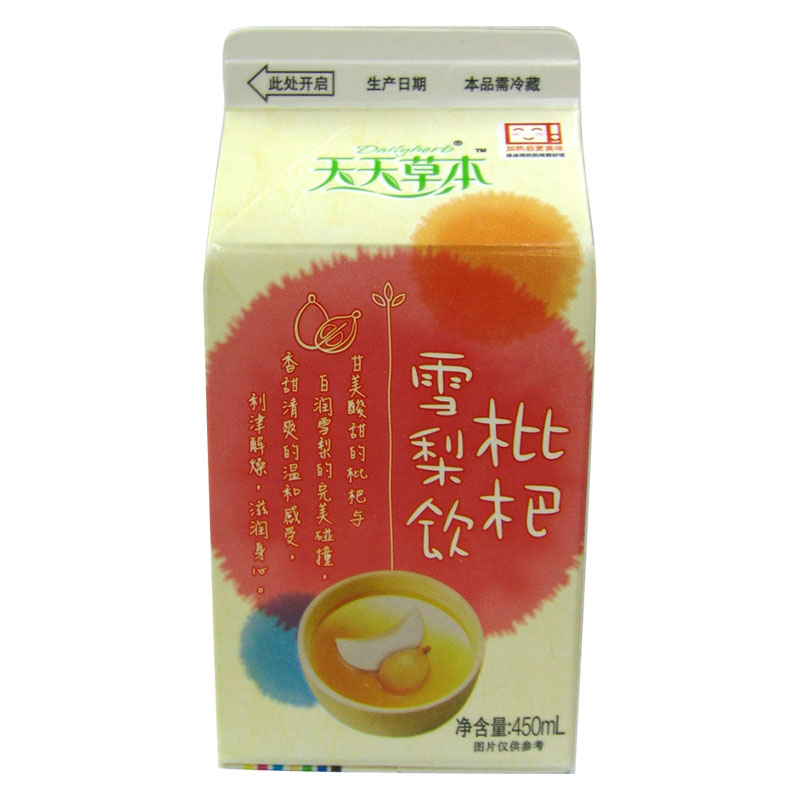 此处开启
生产日期
本品需冷藏
Dailyherb®
天天草本™
加热后更美味
枇杷
雪梨饮
甘美酸甜的枇杷与
白润雪梨的完美碰撞，
香甜清爽的温和感受，
利津解燥，滋润身心。
净含量:450mL
图片仅供参考